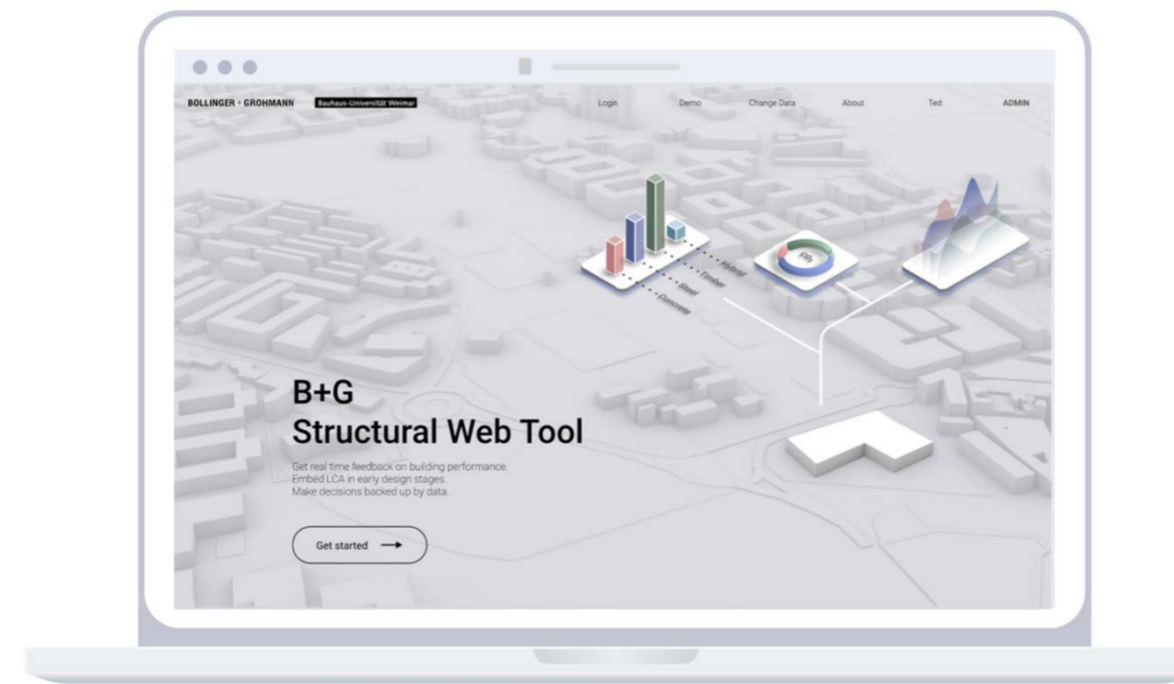 BOLLINGER + GROHMANN
Bauhaus-Universität Weimar
Login
Demo
Change Data
About
Test
ADMIN
Hybrid
Timber
Steel
Concrete
CO₂
B+G
Structural Web Tool
Get real time feedback on building performance.
Embed LCA in early design stages.
Make decisions backed up by data.
Get started